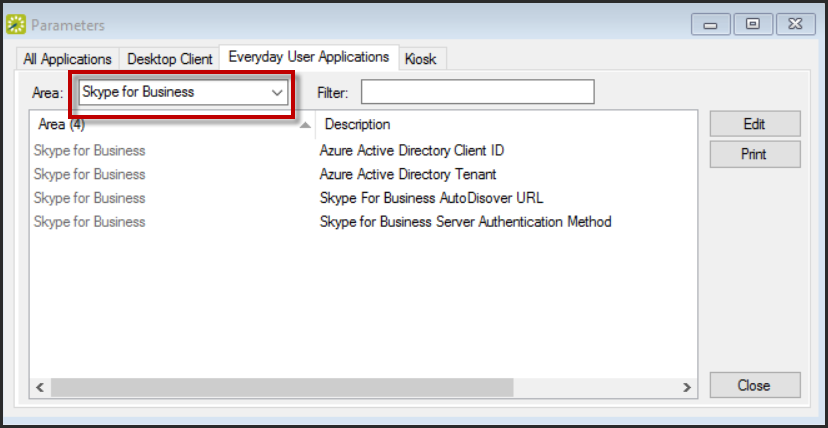 Parameters
All Applications Desktop Client Everyday User Applications Kiosk
Area: Skype for Business Filter:
Area (4) Description Edit
Skype for Business Azure Active Directory Client ID Print
Skype for Business Azure Active Directory Tenant
Skype for Business Skype For Business AutoDisover URL
Skype for Business Skype for Business Server Authentication Method
Close